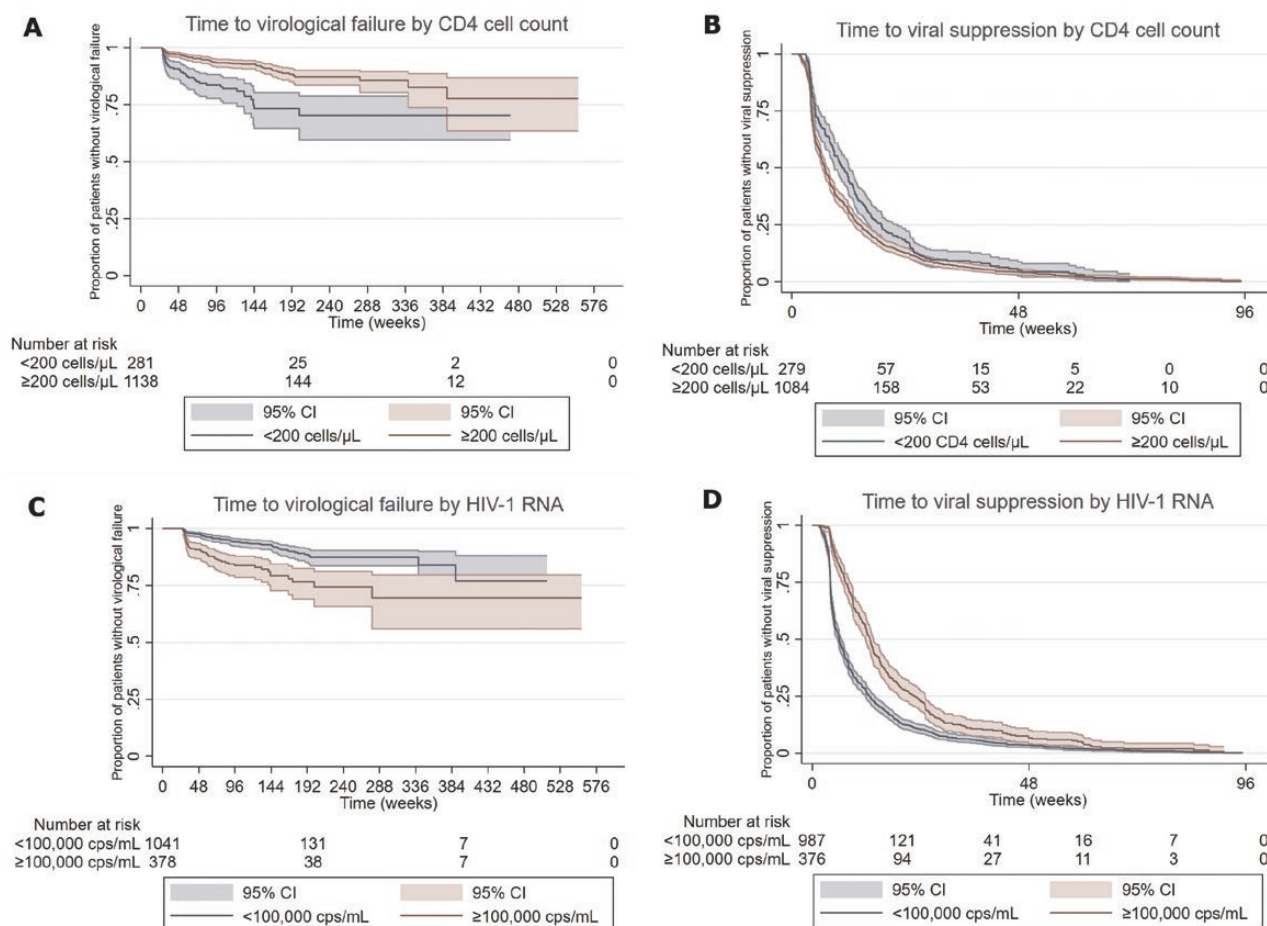 A
Time to virological failure by CD4 cell count
Proportion of patients without virological failure
1
.75
.5
.25
0
0 48 96 144 192 240 288 336 384 432 480 528 576
Time (weeks)
Number at risk
<200 cells/µL 281 25 2 0
≥200 cells/µL 1138 144 12 0
95% CI 95% CI
<200 cells/µL ≥200 cells/µL
B
Time to viral suppression by CD4 cell count
Proportion of patients without viral suppression
1
.75
.5
.25
0
0 48 96
Time (weeks)
Number at risk
<200 cells/µL 279 57 15 5 0 0
≥200 cells/µL 1084 158 53 22 10 0
95% CI 95% CI
<200 CD4 cells/µL ≥200 cells/µL
C
Time to virological failure by HIV-1 RNA
Proportion of patients without virological failure
1
.75
.5
.25
0
0 48 96 144 192 240 288 336 384 432 480 528 576
Time (weeks)
Number at risk
<100,000 cps/mL 1041 131 7 0
≥100,000 cps/mL 378 38 7 0
95% CI 95% CI
<100,000 cps/mL ≥100,000 cps/mL
D
Time to viral suppression by HIV-1 RNA
Proportion of patients without viral suppression
1
.75
.5
.25
0
0 48 96
Time (weeks)
Number at risk
<100,000 cps/mL 987 121 41 16 7 0
≥100,000 cps/mL 376 94 27 11 3 0
95% CI 95% CI
<100,000 cps/mL ≥100,000 cps/mL